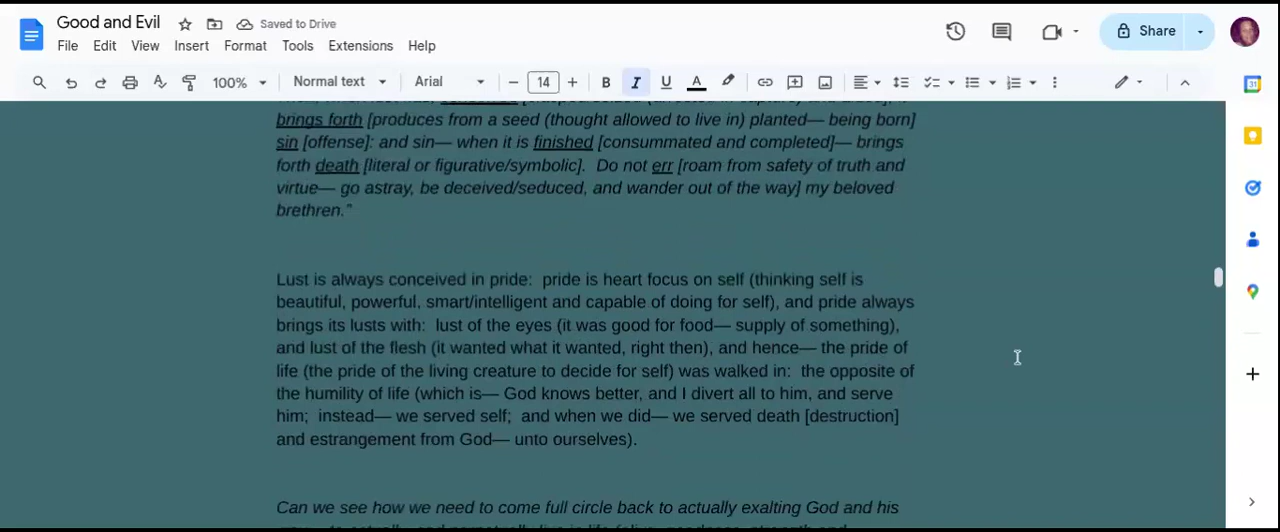 Good and Evil
Saved to Drive
File Edit View Insert Format Tools Extensions Help
Share
100% Normal text Arial 14 B I U A
31
brings forth [produces from a seed (thought allowed to live in) planted— being born]
sin [offense]: and sin— when it is finished [consummated and completed]— brings
forth death [literal or figurative/symbolic].  Do not err [roam from safety of truth and
virtue— go astray, be deceived/seduced, and wander out of the way] my beloved
brethren.”
Lust is always conceived in pride:  pride is heart focus on self (thinking self is
beautiful, powerful, smart/intelligent and capable of doing for self), and pride always
brings its lusts with:  lust of the eyes (it was good for food— supply of something),
and lust of the flesh (it wanted what it wanted, right then), and hence— the pride of
life (the pride of the living creature to decide for self) was walked in:  the opposite of
the humility of life (which is— God knows better, and I divert all to him, and serve
him;  instead— we served self;  and when we did— we served death [destruction]
and estrangement from God— unto ourselves).
Can we see how we need to come full circle back to actually exalting God and his